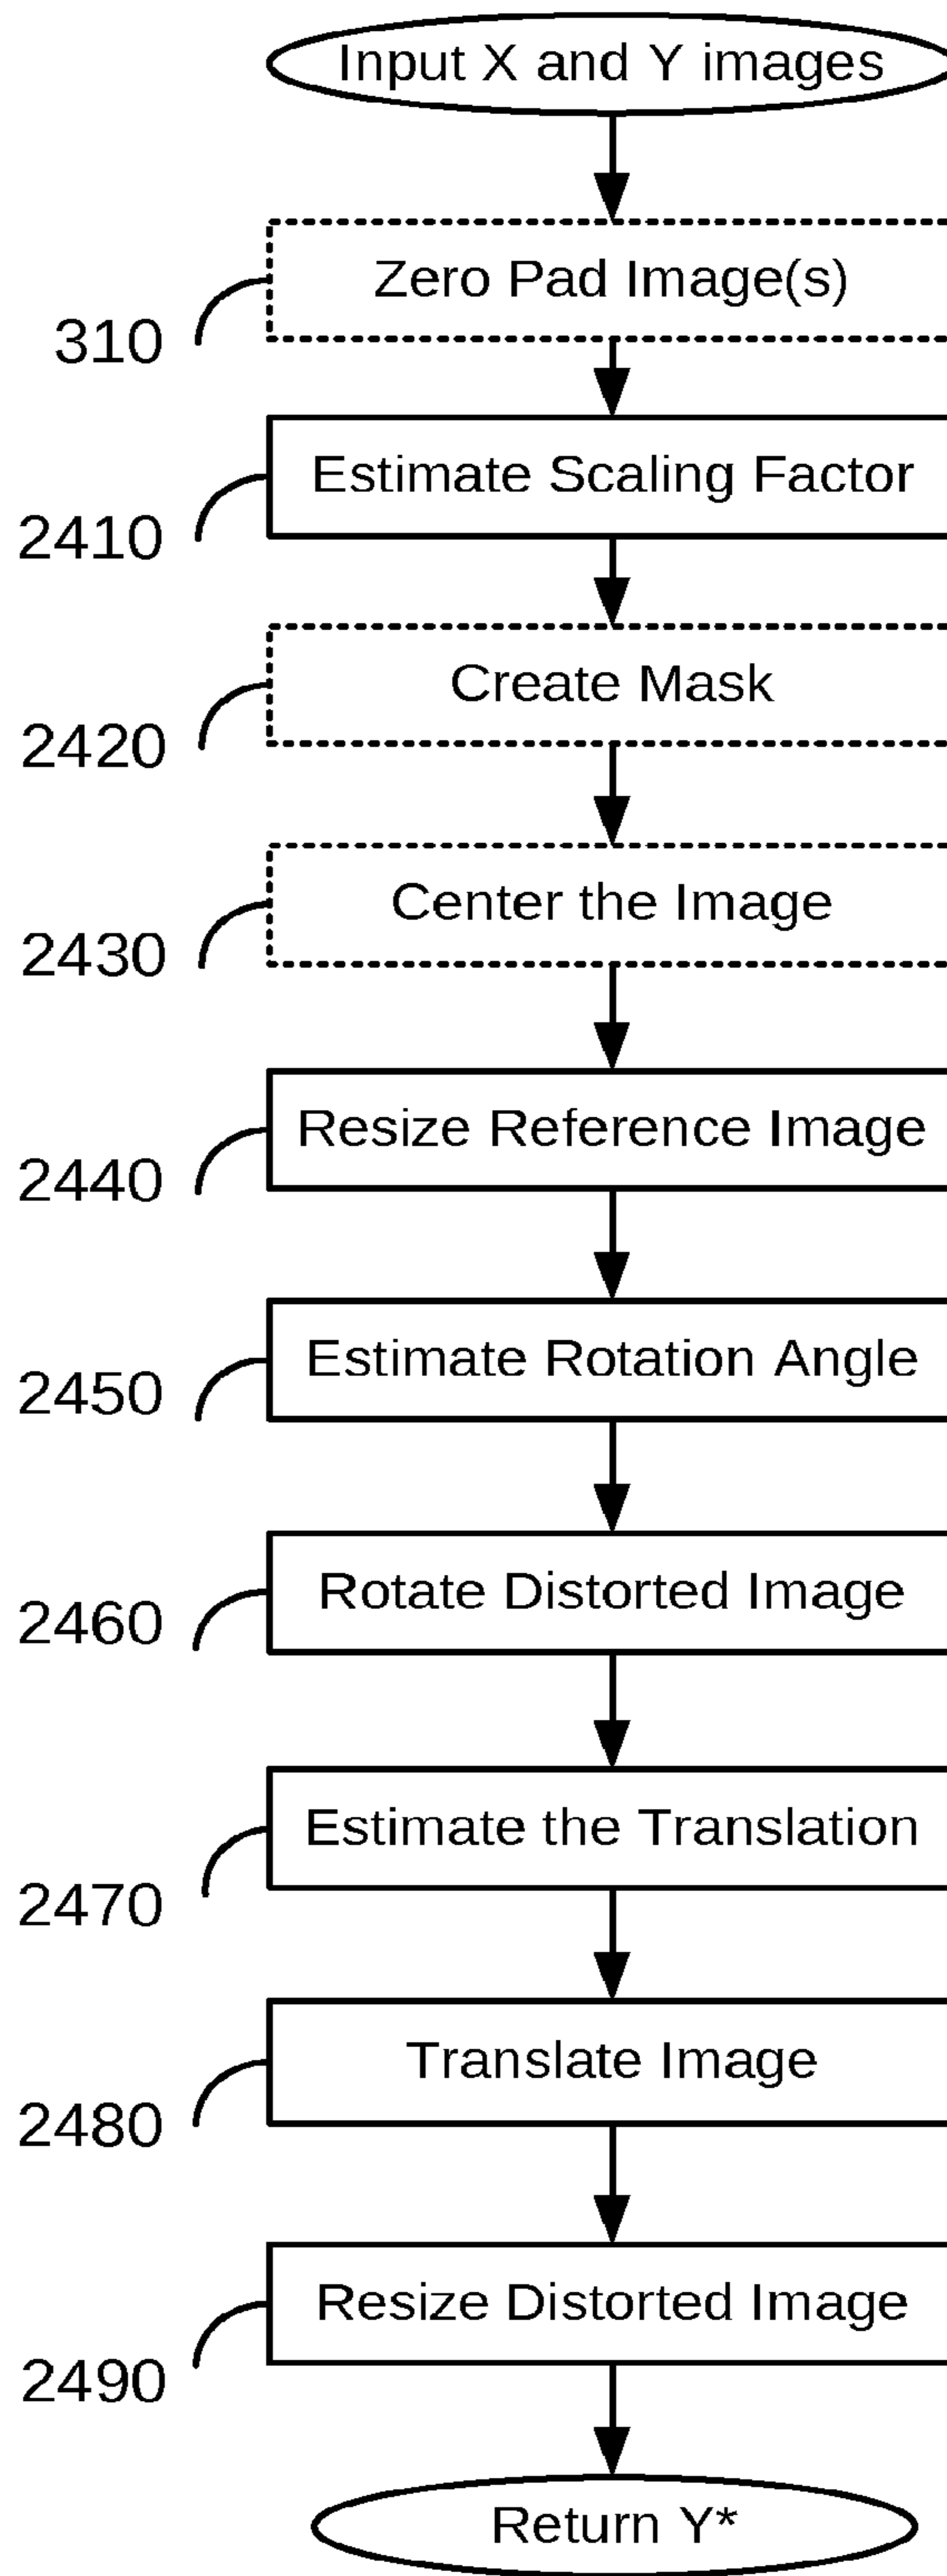 Input X and Y images
Zero Pad Image(s)
310
Estimate Scaling Factor
2410
Create Mask
2420
Center the Image
2430
Resize Reference Image
2440
Estimate Rotation Angle
2450
Rotate Distorted Image
2460
Estimate the Translation
2470
Translate Image
2480
Resize Distorted Image
2490
Return Y*